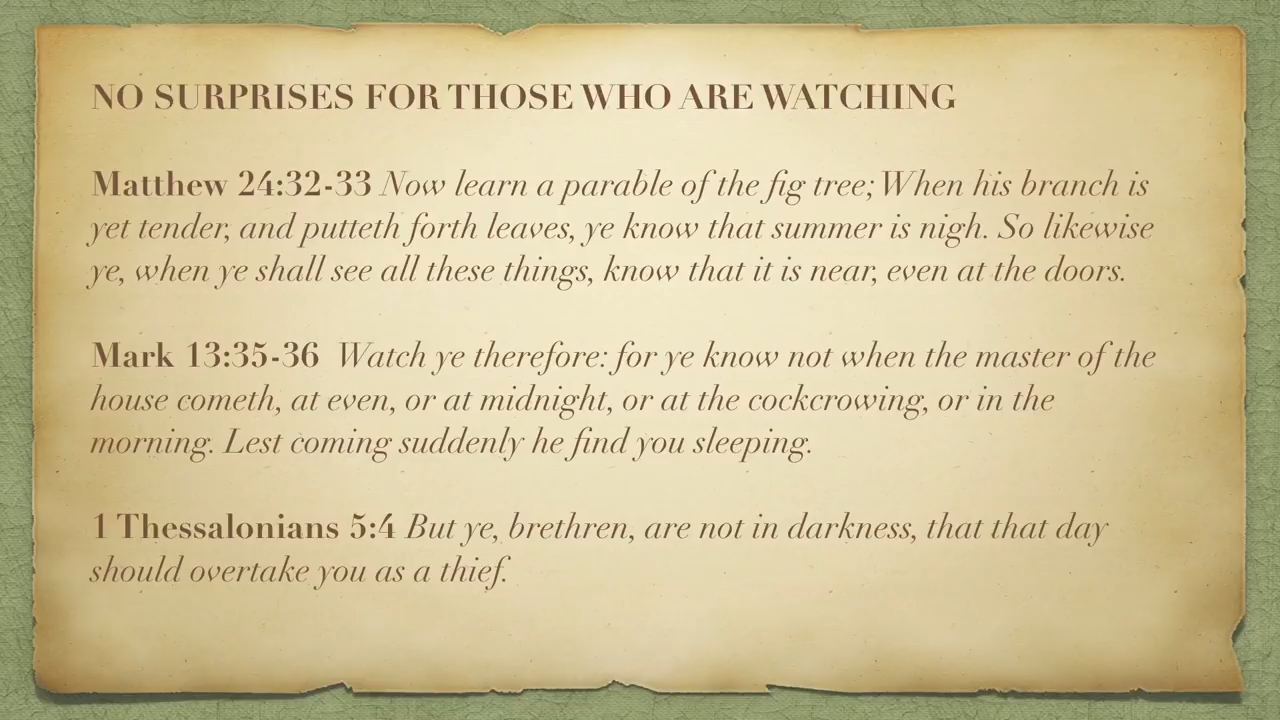 NO SURPRISES FOR THOSE WHO ARE WATCHING
Matthew 24:32-33 Now learn a parable of the fig tree; When his branch is
yet tender, and putteth forth leaves, ye know that summer is nigh. So likewise
ye, when ye shall see all these things, know that it is near, even at the doors.
Mark 13:35-36 Watch ye therefore: for ye know not when the master of the
house cometh, at even, or at midnight, or at the cockcrowing, or in the
morning. Lest coming suddenly he find you sleeping.
1 Thessalonians 5:4 But ye, brethren, are not in darkness, that that day
should overtake you as a thief.